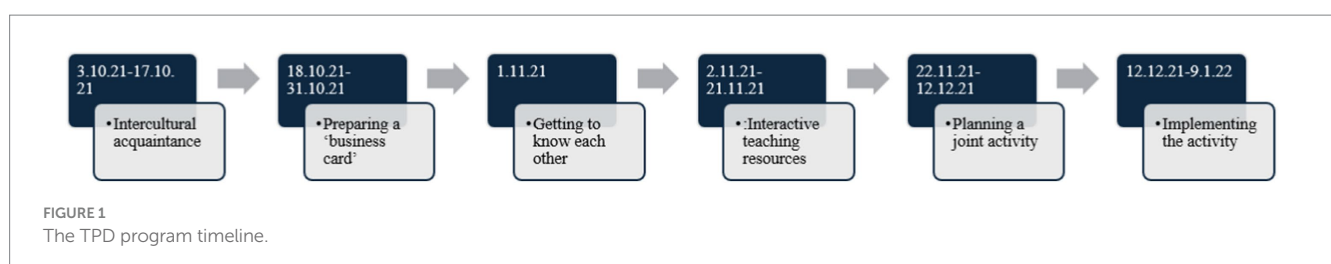 3.10.21-17.10.
21
•Intercultural
acquaintance
18.10.21-
31.10.21
•Preparing a
‘business
card’
1.11.21
•Getting to
know each
other
2.11.21-
21.11.21
•:Interactive
teaching
resources
22.11.21-
12.12.21
•Planning a
joint activity
12.12.21-9.1.22
•Implementing
the activity
FIGURE 1
The TPD program timeline.